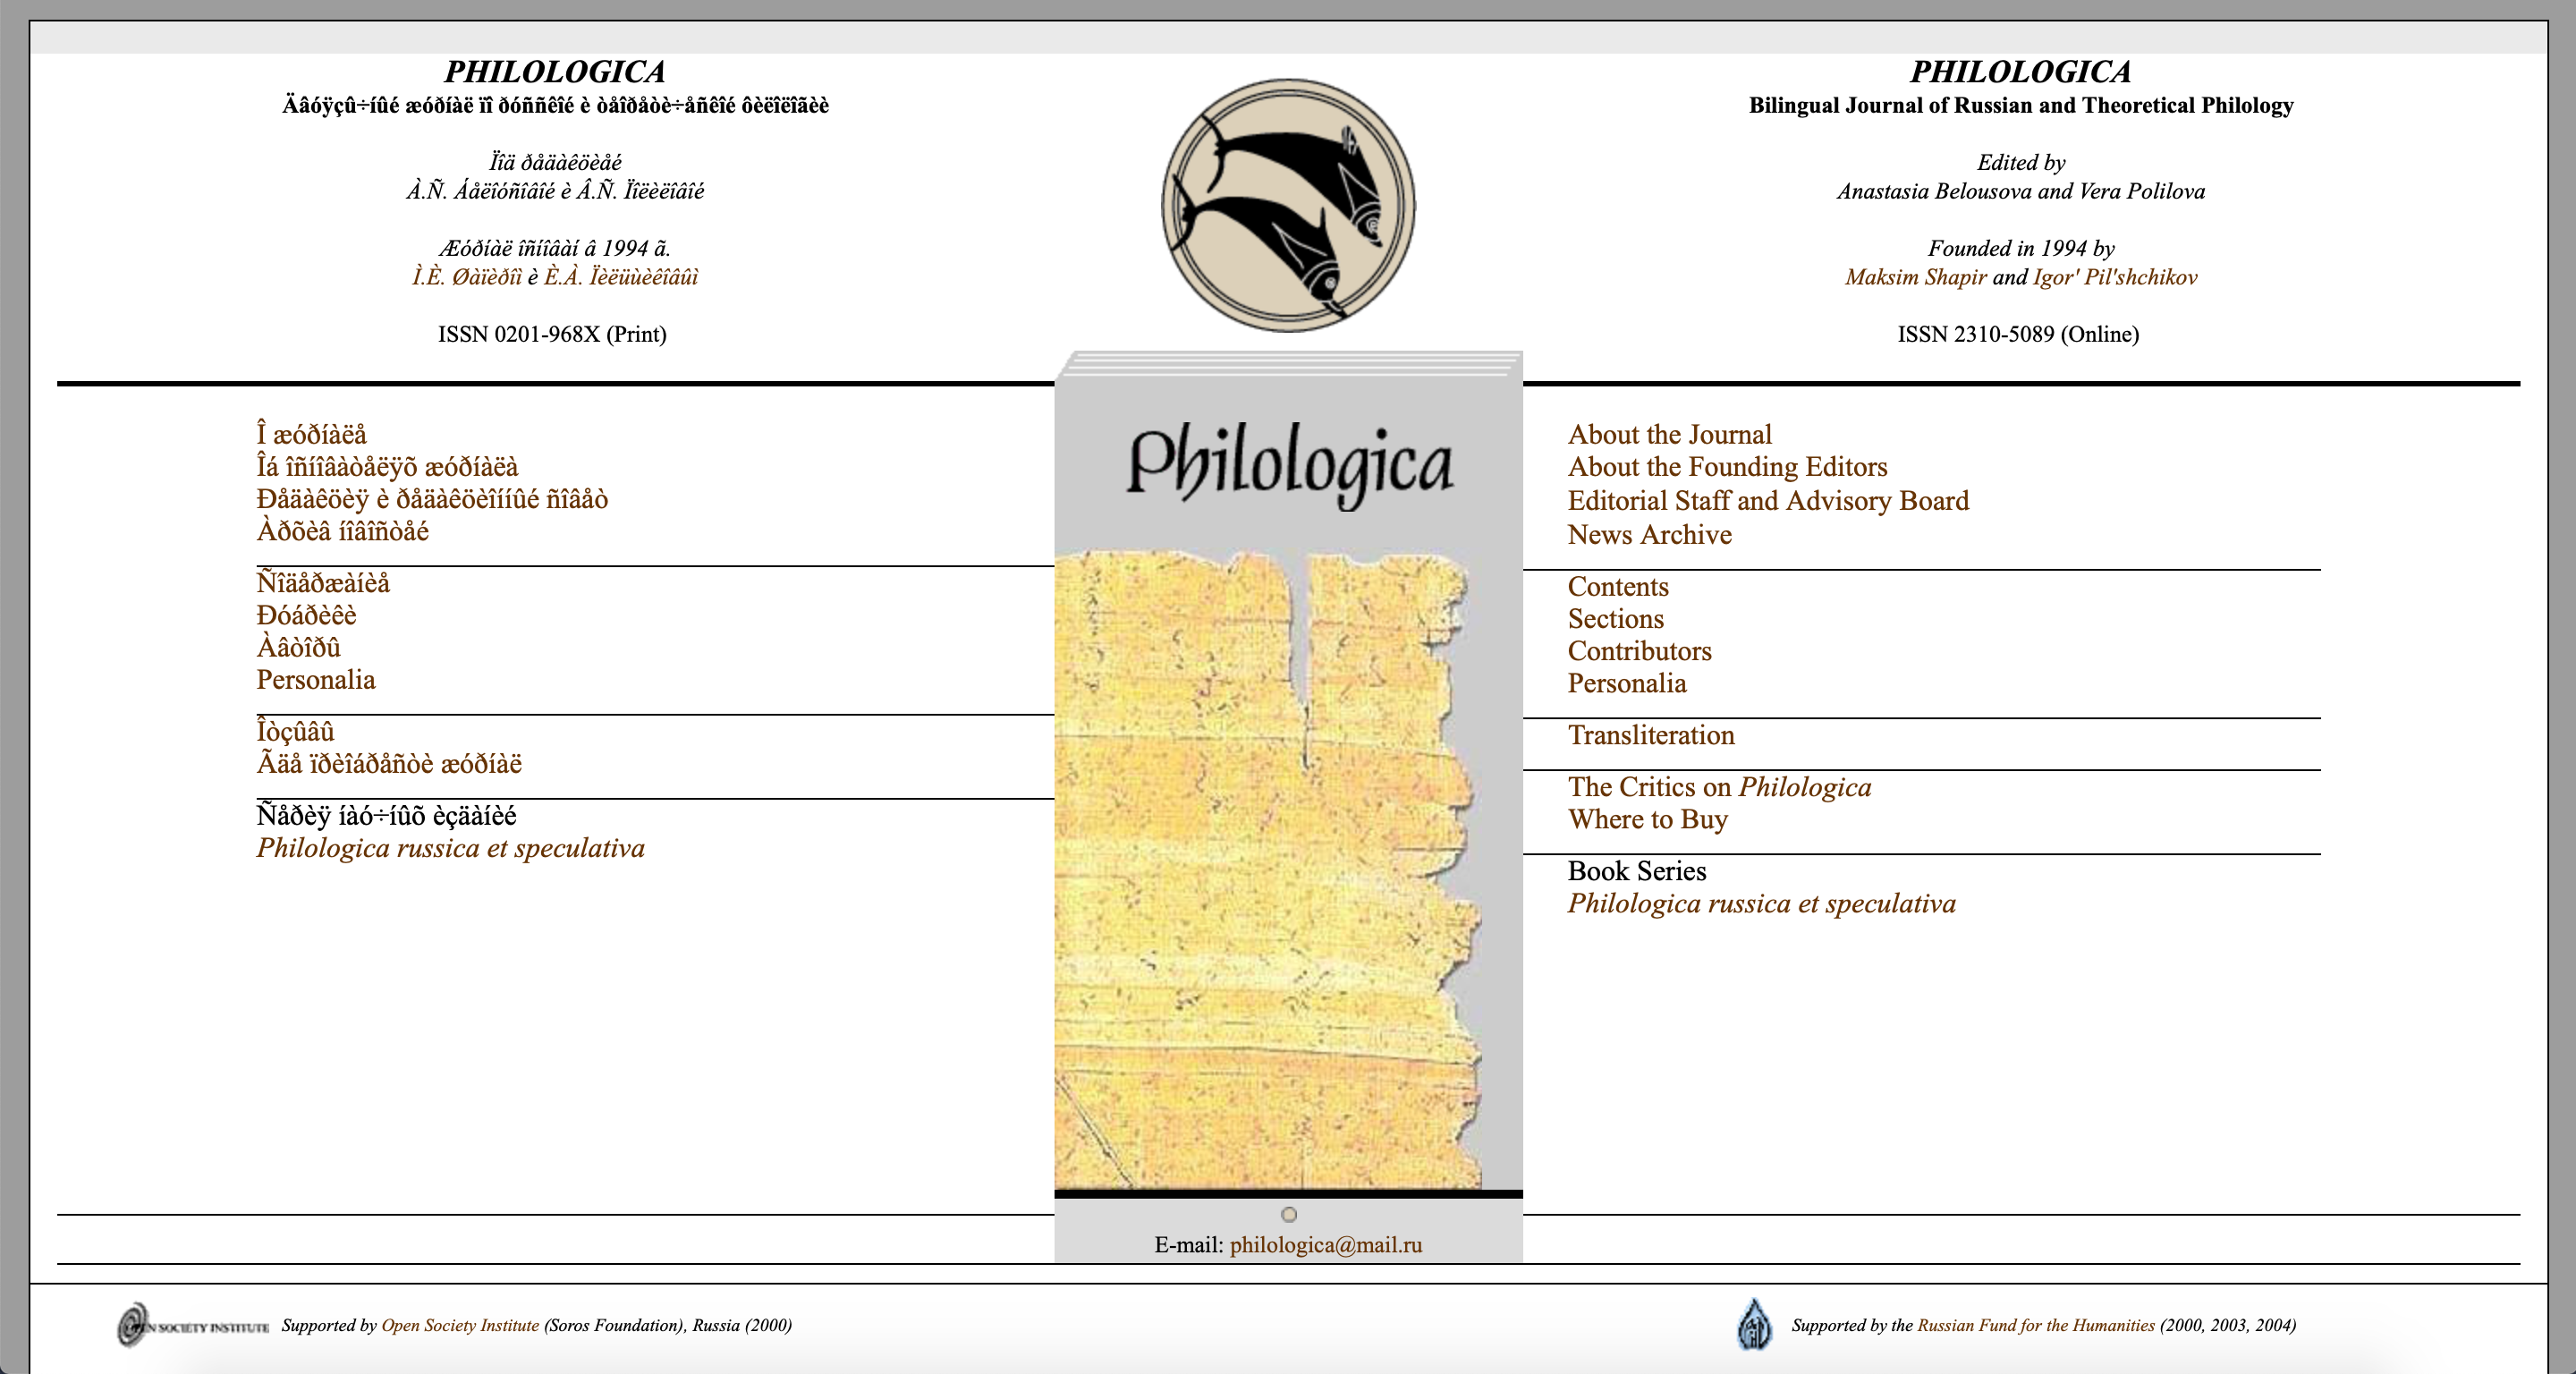 PHILOLOGICA
Äâóÿçû÷íûé æóðíàë ïî ðóññêîé è òåîðåòè÷åñêîé ôèëîëîãèè
Ïîä ðåäàêöèåé
À.Ñ. Áåëîóñîâîé è Â.Ñ. Ïîëèëîâîé
Æóðíàë îñíîâàí â 1994 ã.
Ì.È. Øàïèðîì è È.À. Ïèëüùèêîâûì
ISSN 0201-968X (Print)
PHILOLOGICA
Bilingual Journal of Russian and Theoretical Philology
Edited by
Anastasia Belousova and Vera Polilova
Founded in 1994 by
Maksim Shapir and Igor' Pil'shchikov
ISSN 2310-5089 (Online)
Î æóðíàëå
Îá îñíîâàòåëÿõ æóðíàëà
Ðåäàêöèÿ è ðåäàêöèîííûé ñîâåò
Àðõèâ íîâîñòåé
Ñîäåðæàíèå
Ðóáðèêè
Àâòîðû
Personalia
Îòçûâû
Ãäå ïðèîáðåñòè æóðíàë
Ñåðèÿ íàó÷íûõ èçäàíèé
Philologica russica et speculativa
Philologica
About the Journal
About the Founding Editors
Editorial Staff and Advisory Board
News Archive
Contents
Sections
Contributors
Personalia
Transliteration
The Critics on Philologica
Where to Buy
Book Series
Philologica russica et speculativa
E-mail: philologica@mail.ru
OPEN SOCIETY INSTITUTE
Supported by Open Society Institute (Soros Foundation), Russia (2000)
Supported by the Russian Fund for the Humanities (2000, 2003, 2004)